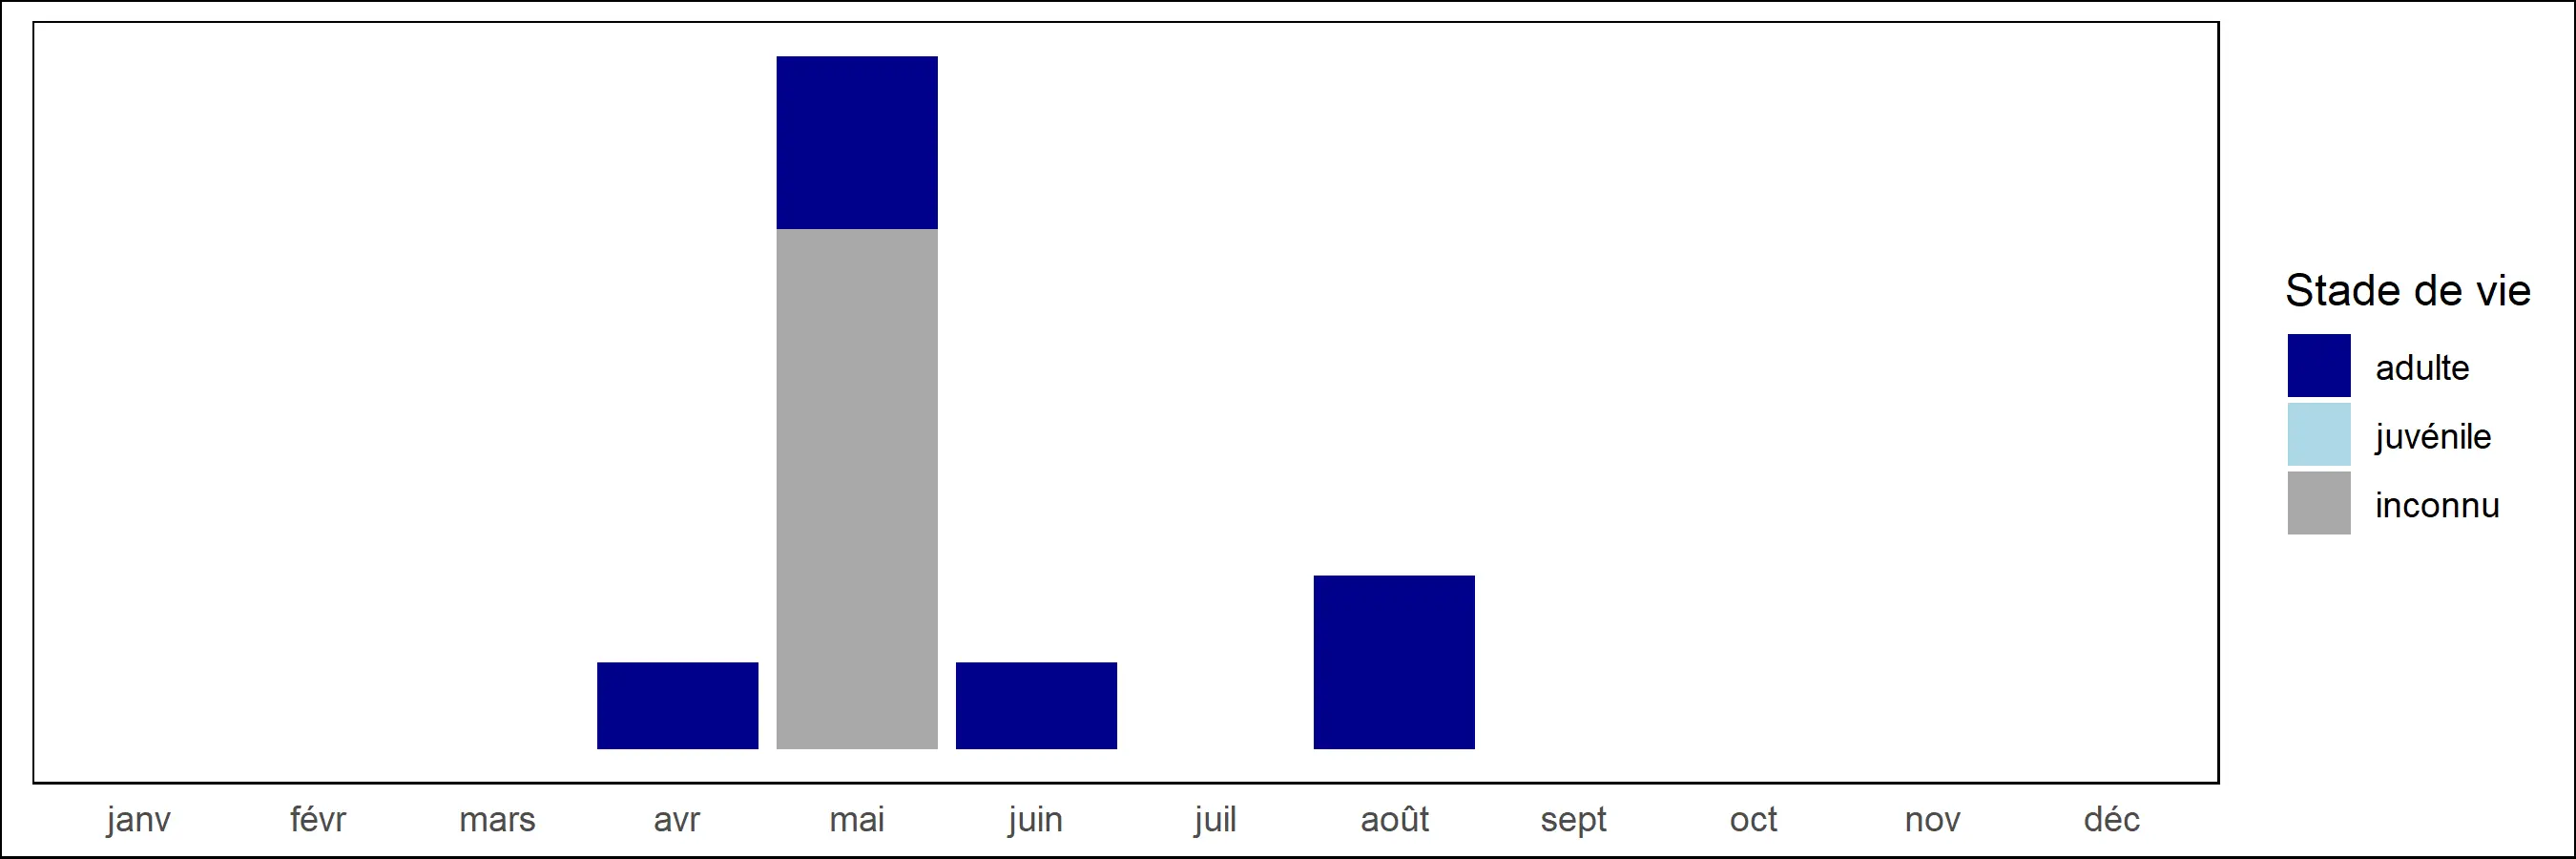 Stade de vie
adulte
juvénile
inconnu
janv févr mars avr mai juin juil août sept oct nov déc